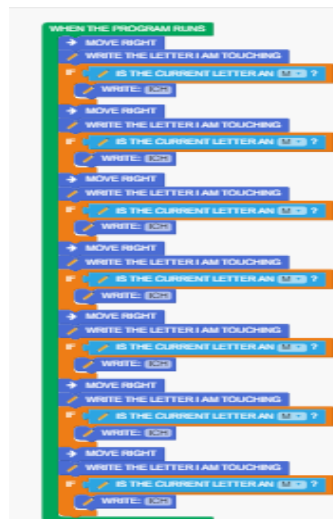 WHEN THE PROGRAM RUNS
MOVE RIGHT
WRITE THE LETTER I AM TOUCHING
IF IS THE CURRENT LETTER AN M ?
WRITE: ICH
MOVE RIGHT
WRITE THE LETTER I AM TOUCHING
IF IS THE CURRENT LETTER AN M ?
WRITE: ICH
MOVE RIGHT
WRITE THE LETTER I AM TOUCHING
IF IS THE CURRENT LETTER AN M ?
WRITE: ICH
MOVE RIGHT
WRITE THE LETTER I AM TOUCHING
IF IS THE CURRENT LETTER AN M ?
WRITE: ICH
MOVE RIGHT
WRITE THE LETTER I AM TOUCHING
IF IS THE CURRENT LETTER AN M ?
WRITE: ICH
MOVE RIGHT
WRITE THE LETTER I AM TOUCHING
IF IS THE CURRENT LETTER AN M ?
WRITE: ICH
MOVE RIGHT
WRITE THE LETTER I AM TOUCHING
IF IS THE CURRENT LETTER AN M ?
WRITE: ICH